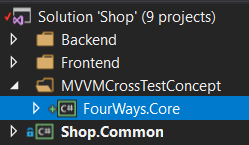 Solution 'Shop' (9 projects)
Backend
Frontend
MVVMCrossTestConcept
C# FourWays.Core
C# Shop.Common